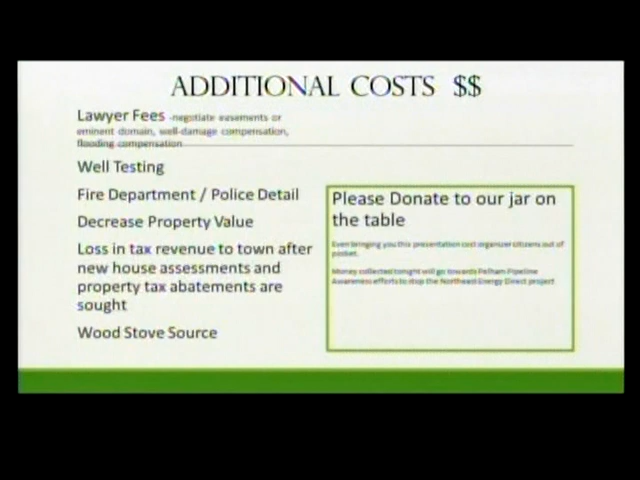 ADDITIONAL COSTS $$
Lawyer Fees -negotiate easements or
eminent domain, well-damage compensation,
flooding compensation
Well Testing
Fire Department / Police Detail
Decrease Property Value
Loss in tax revenue to town after
new house assessments and
property tax abatements are
sought
Wood Stove Source
Please Donate to our jar on
the table
Even bringing you this presentation cost organizer citizens out of
pocket.
Money collected tonight will go towards Pelham Pipeline
Awareness efforts to stop the Northeast Energy Direct project